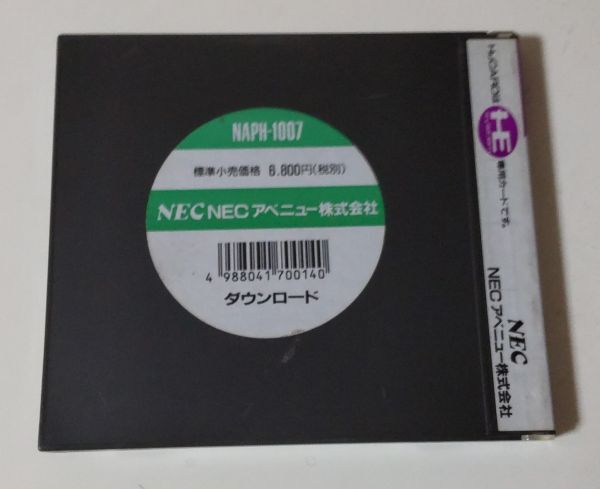 NAPH-1007
標準小売価格 6,800円(税別)
NEC NECアベニュー株式会社
4 988041 700140
ダウンロード
HuCARD
HE
専用カードです。
NEC
NECアベニュー株式会社